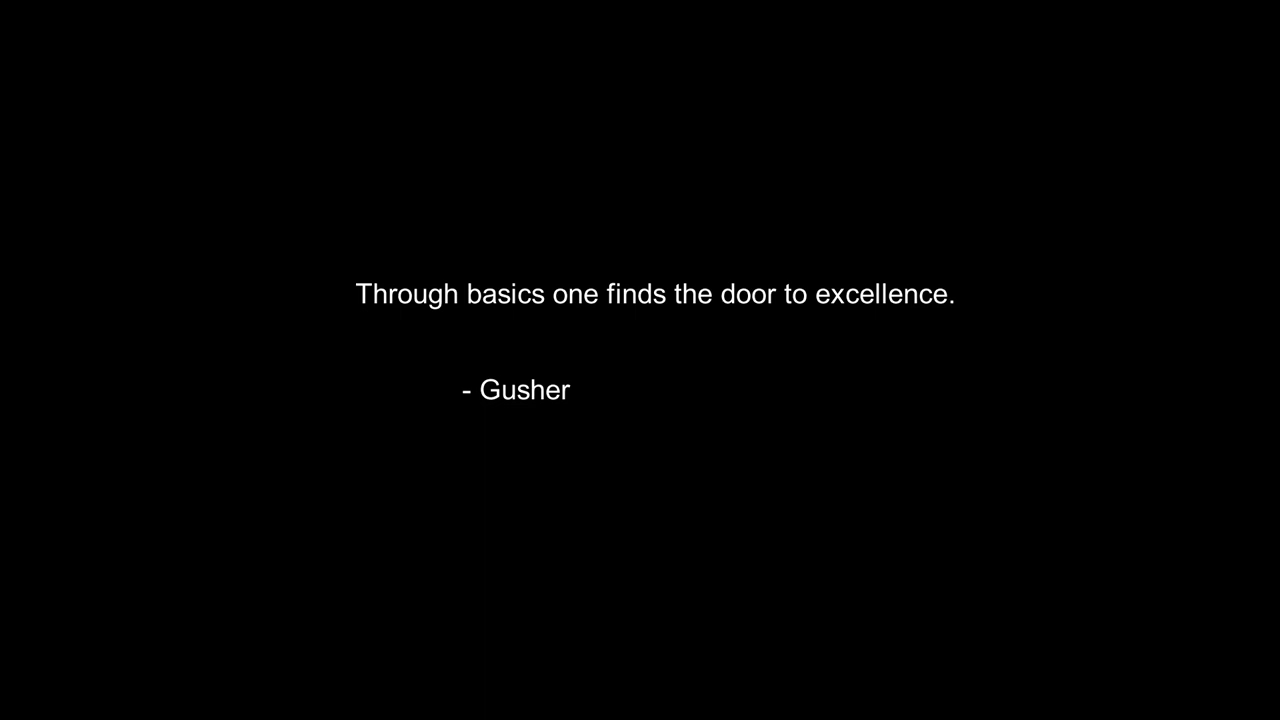 Through basics one finds the door to excellence.
- Gusher